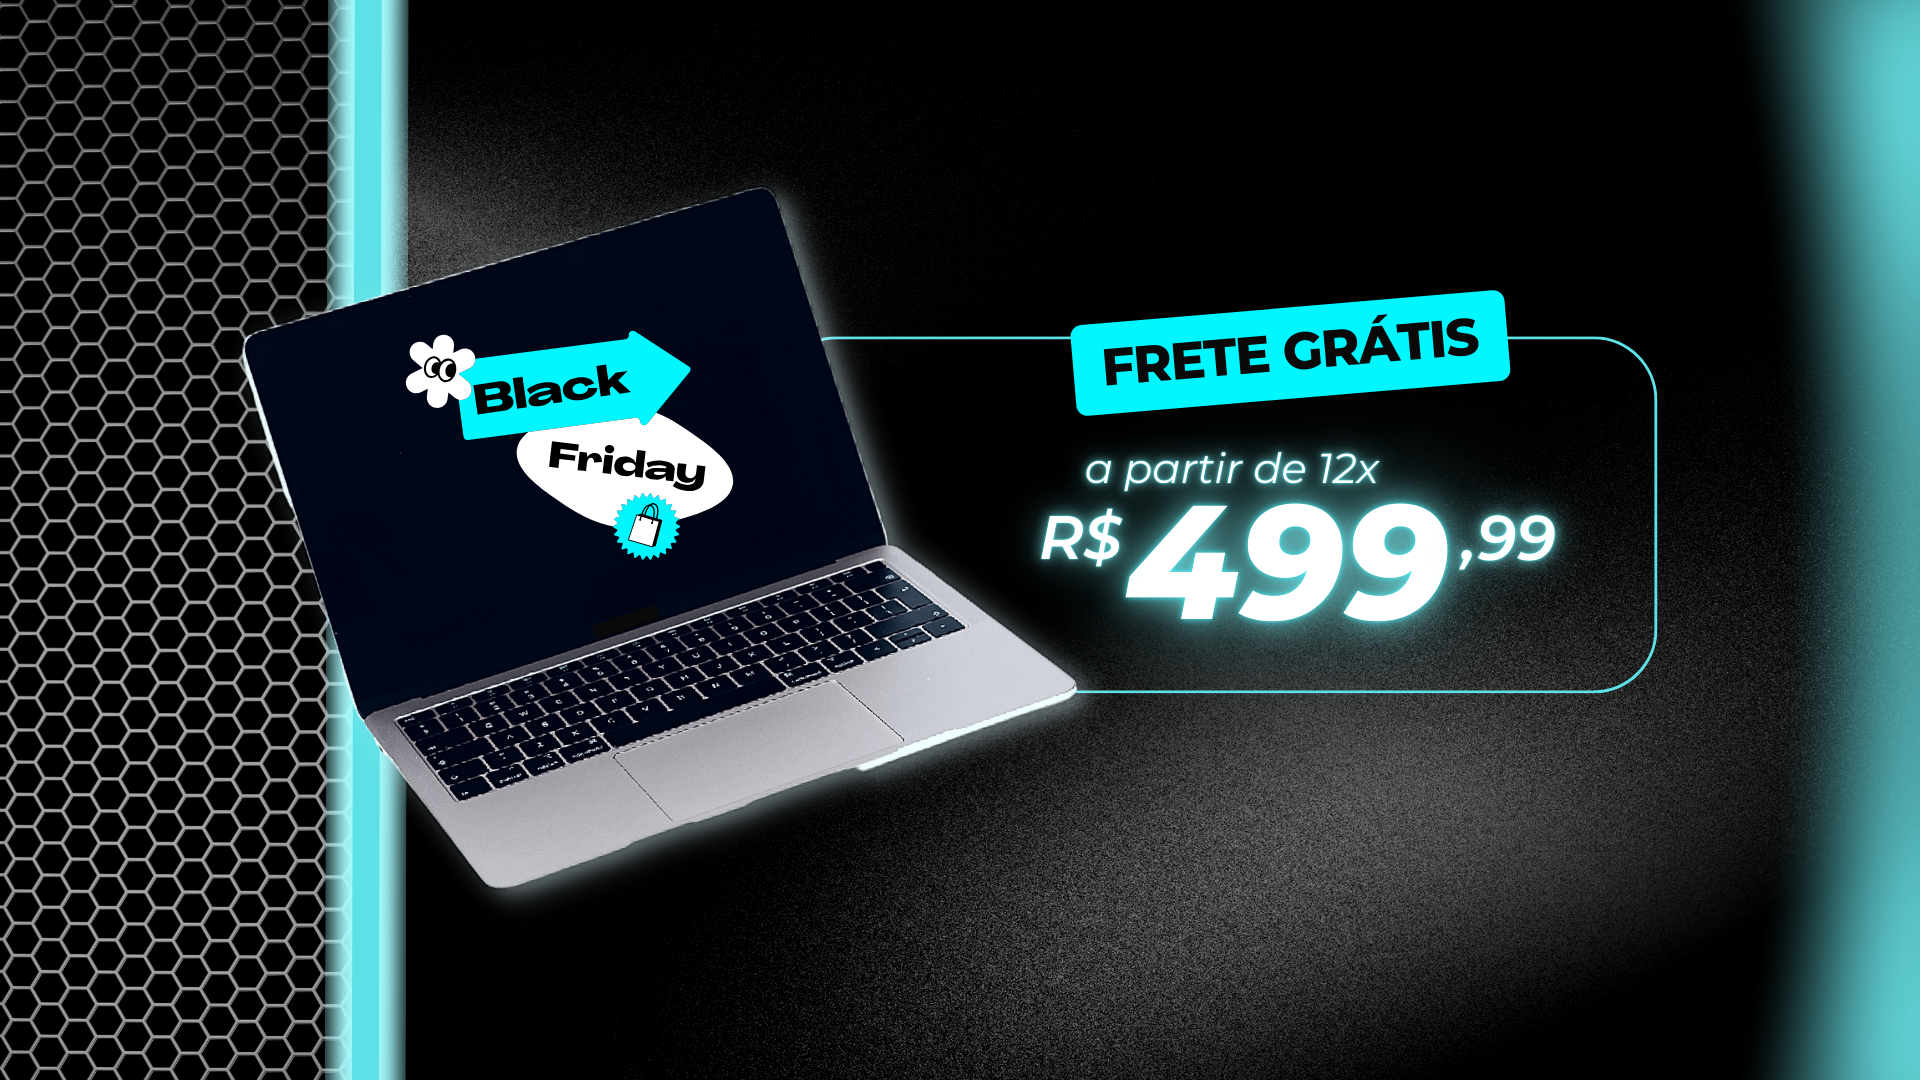 Black
Friday
FRETE GRÁTIS
a partir de 12x
R$499,99